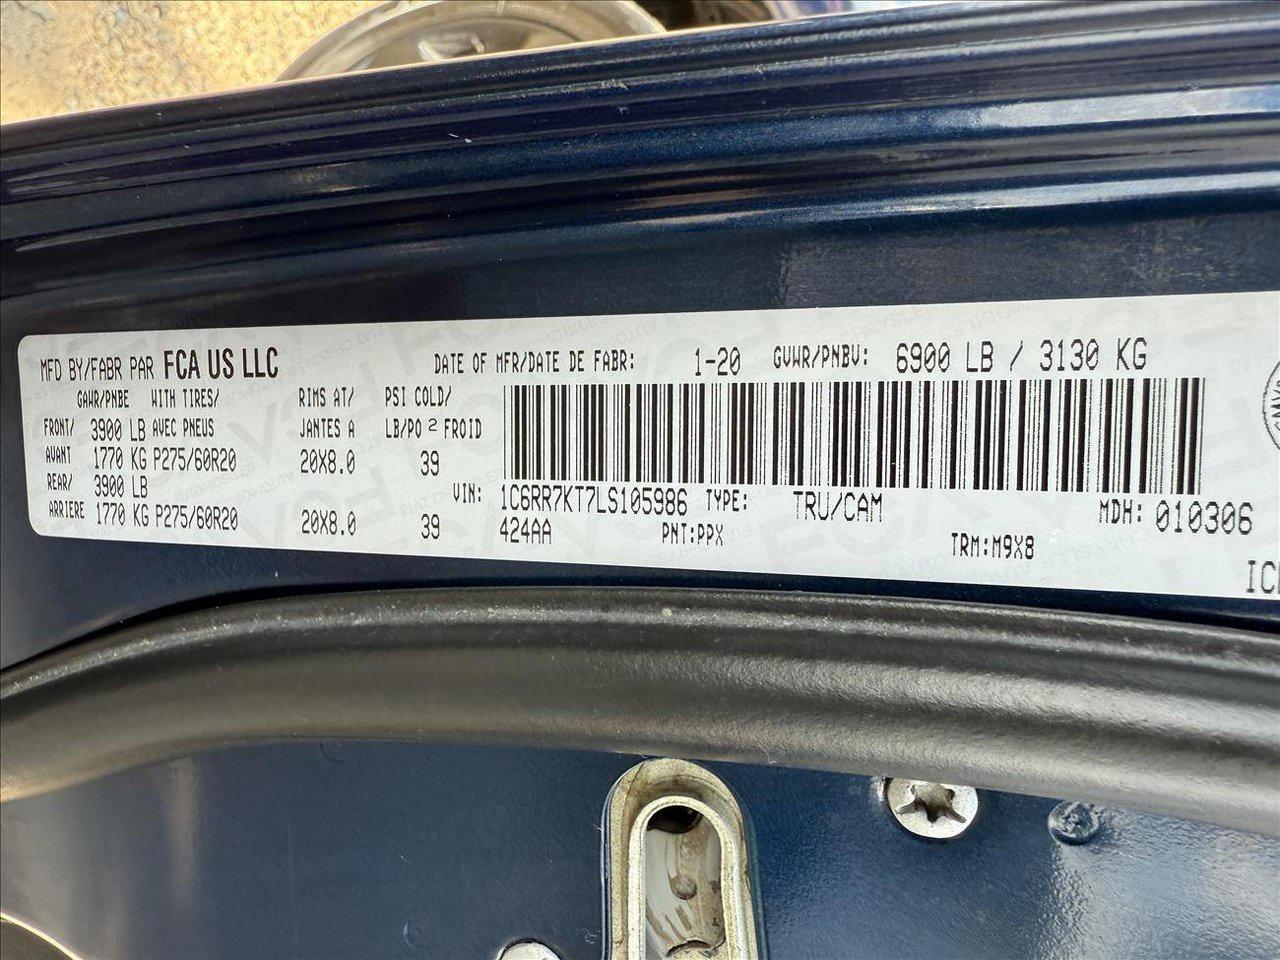 MFD BY/FABR PAR FCA US LLC DATE OF MFR/DATE DE FABR: 1-20 GVWR/PNBV: 6900 LB / 3130 KG
GAWR/PNBE WITH TIRES/ RIMS AT/ PSI COLD/
FRONT/ 3900 LB AVEC PNEUS JANTES A LB/PO² FROID
AVANT 1770 KG P275/60R20 20X8.0 39
REAR/ 3900 LB
ARRIERE 1770 KG P275/60R20 20X8.0 39
VIN: 1C6RR7KT7LS105986 TYPE: TRU/CAM MDH: 010306
424AA PNT:PPX TRM:M9X8